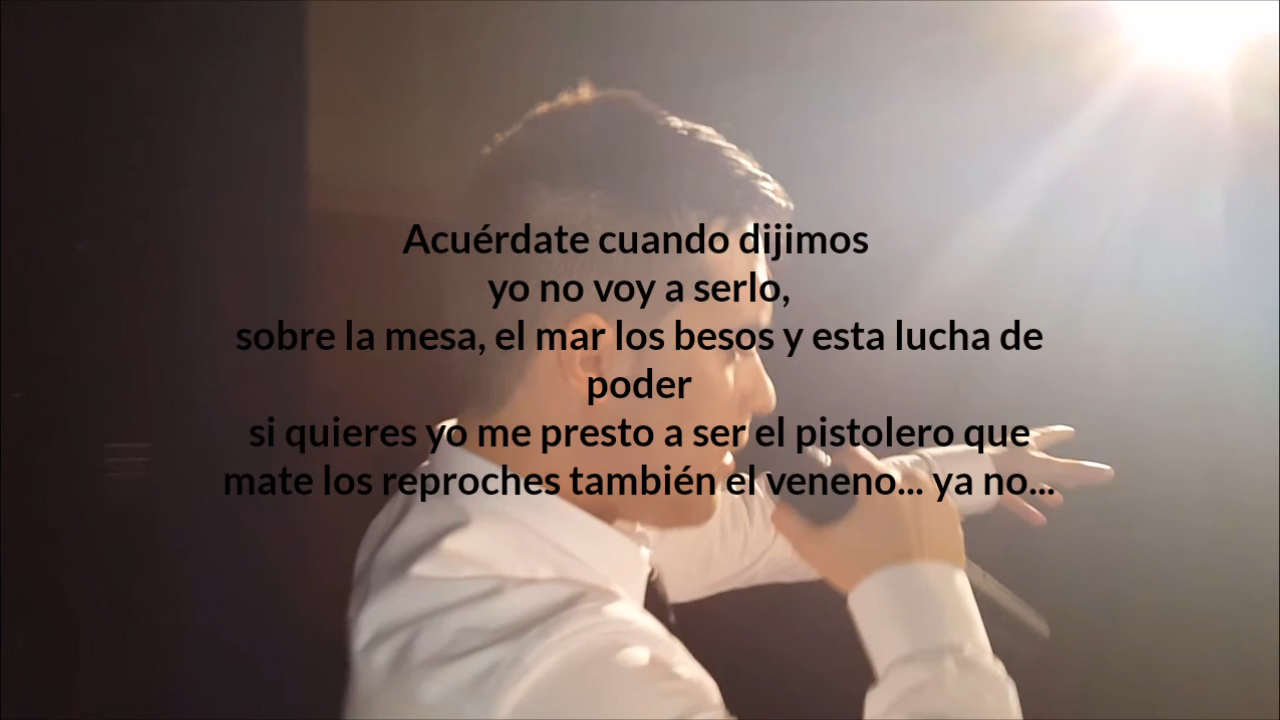 Acuérdate cuando dijimos
yo no voy a serlo,
sobre la mesa, el mar los besos y esta lucha de
poder
si quieres yo me presto a ser el pistolero que
mate los reproches también el veneno... ya no...